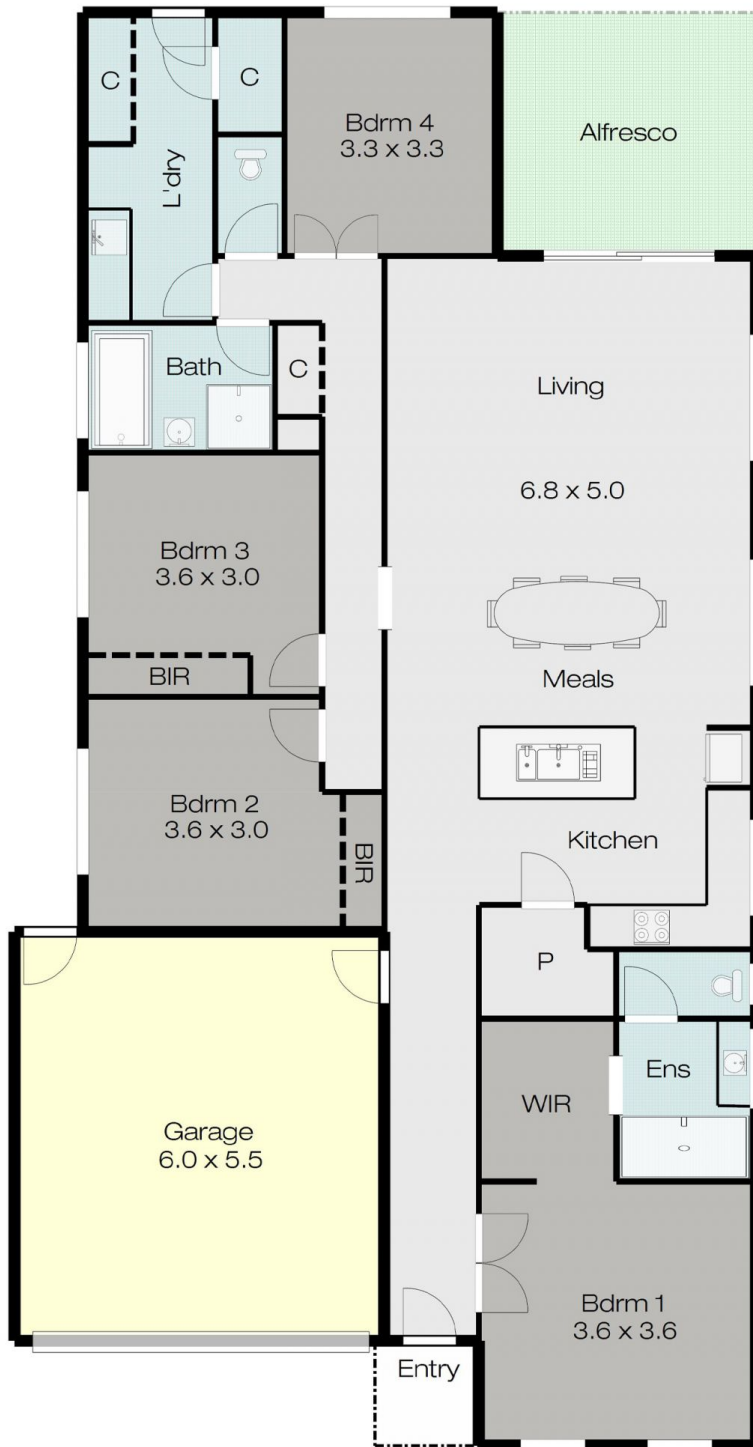 C
C
L'dry
Bdrm 4
3.3 x 3.3
Alfresco
Bath
C
Living
6.8 x 5.0
Bdrm 3
3.6 x 3.0
BIR
Meals
Bdrm 2
3.6 x 3.0
BIR
Kitchen
P
Ens
WIR
Garage
6.0 x 5.5
Bdrm 1
3.6 x 3.6
Entry